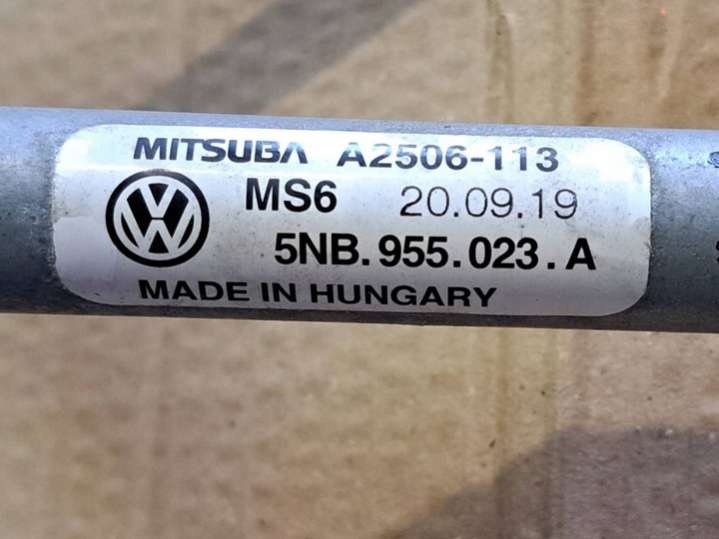 MITSUBA A2506-113
MS6 20.09.19
5NB.955.023.A
MADE IN HUNGARY